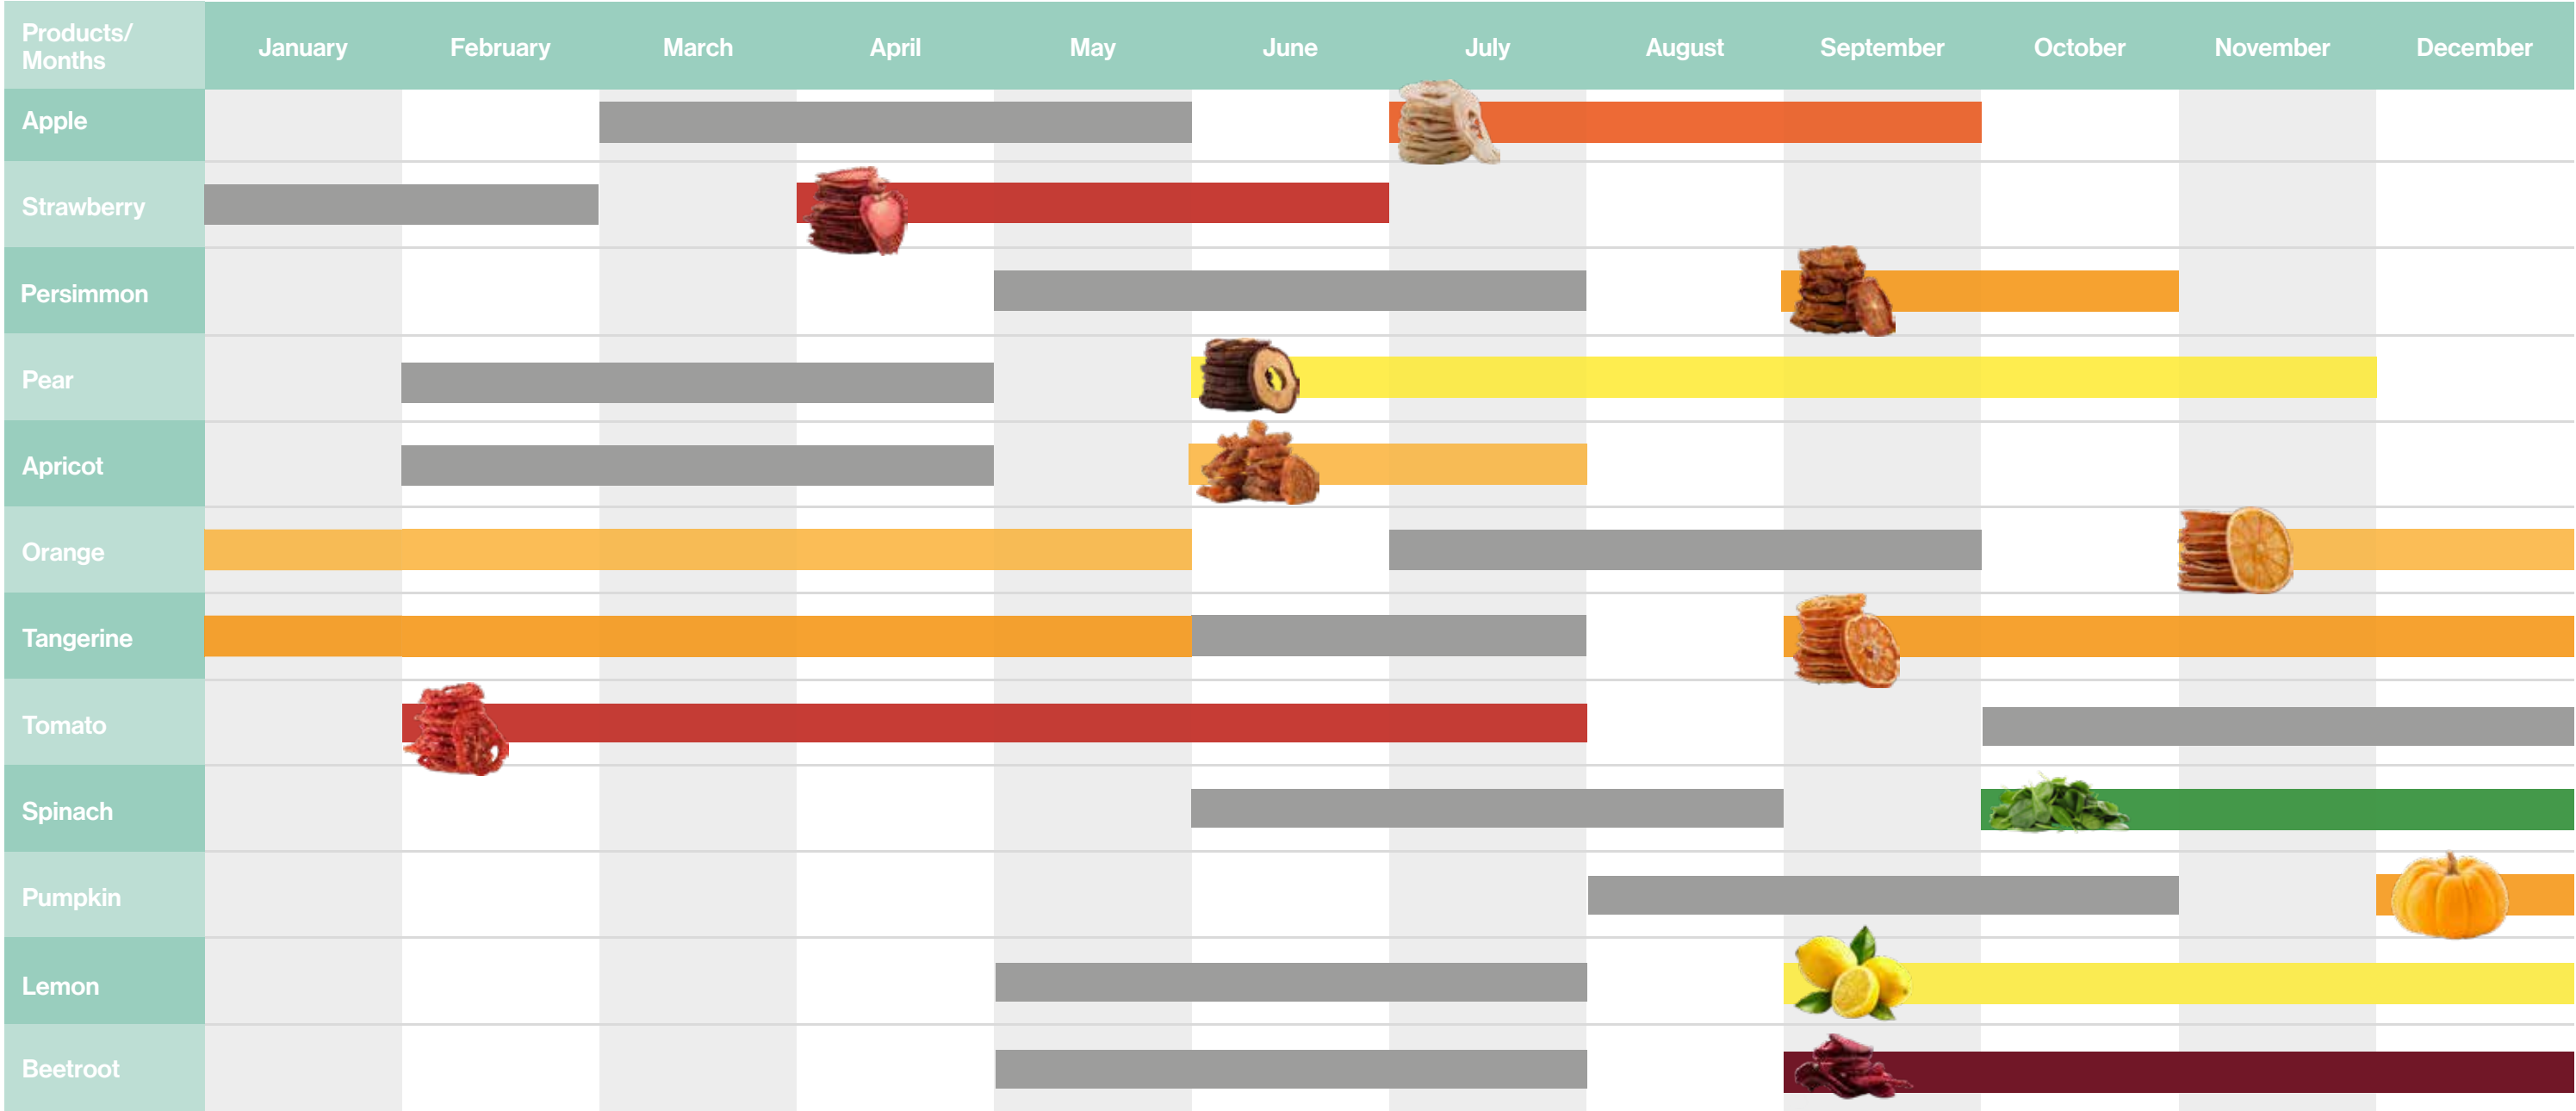 Products/
Months
January
February
March
April
May
June
July
August
September
October
November
December
Apple
Strawberry
Persimmon
Pear
Apricot
Orange
Tangerine
Tomato
Spinach
Pumpkin
Lemon
Beetroot